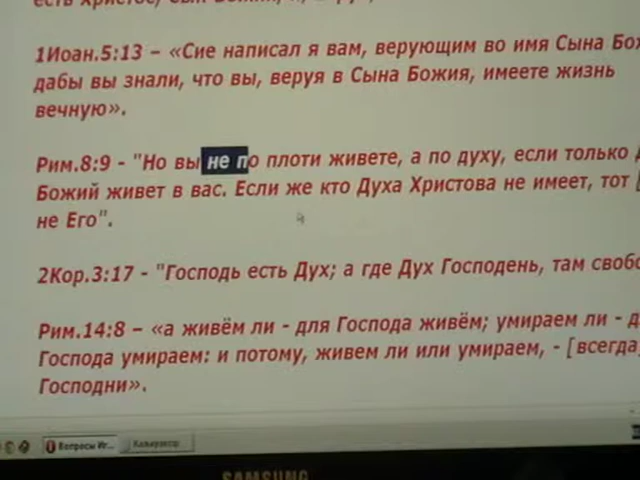 1Иоан.5:13 – «Сие написал я вам, верующим во имя Сына
дабы вы знали, что вы, веруя в Сына Божия, имеете жизнь
вечную».
Рим.8:9 - "Но вы не по плоти живете, а по духу, если только
Божий живет в вас. Если же кто Духа Христова не имеет, тот [
не Его".
2Кор.3:17 - "Господь есть Дух; а где Дух Господень, там
Рим.14:8 – «а живём ли - для Господа живём; умираем ли -
Господа умираем: и потому, живем ли или умираем, - [всегда
Господни».
Вопросы Иг...
SAMSUNG